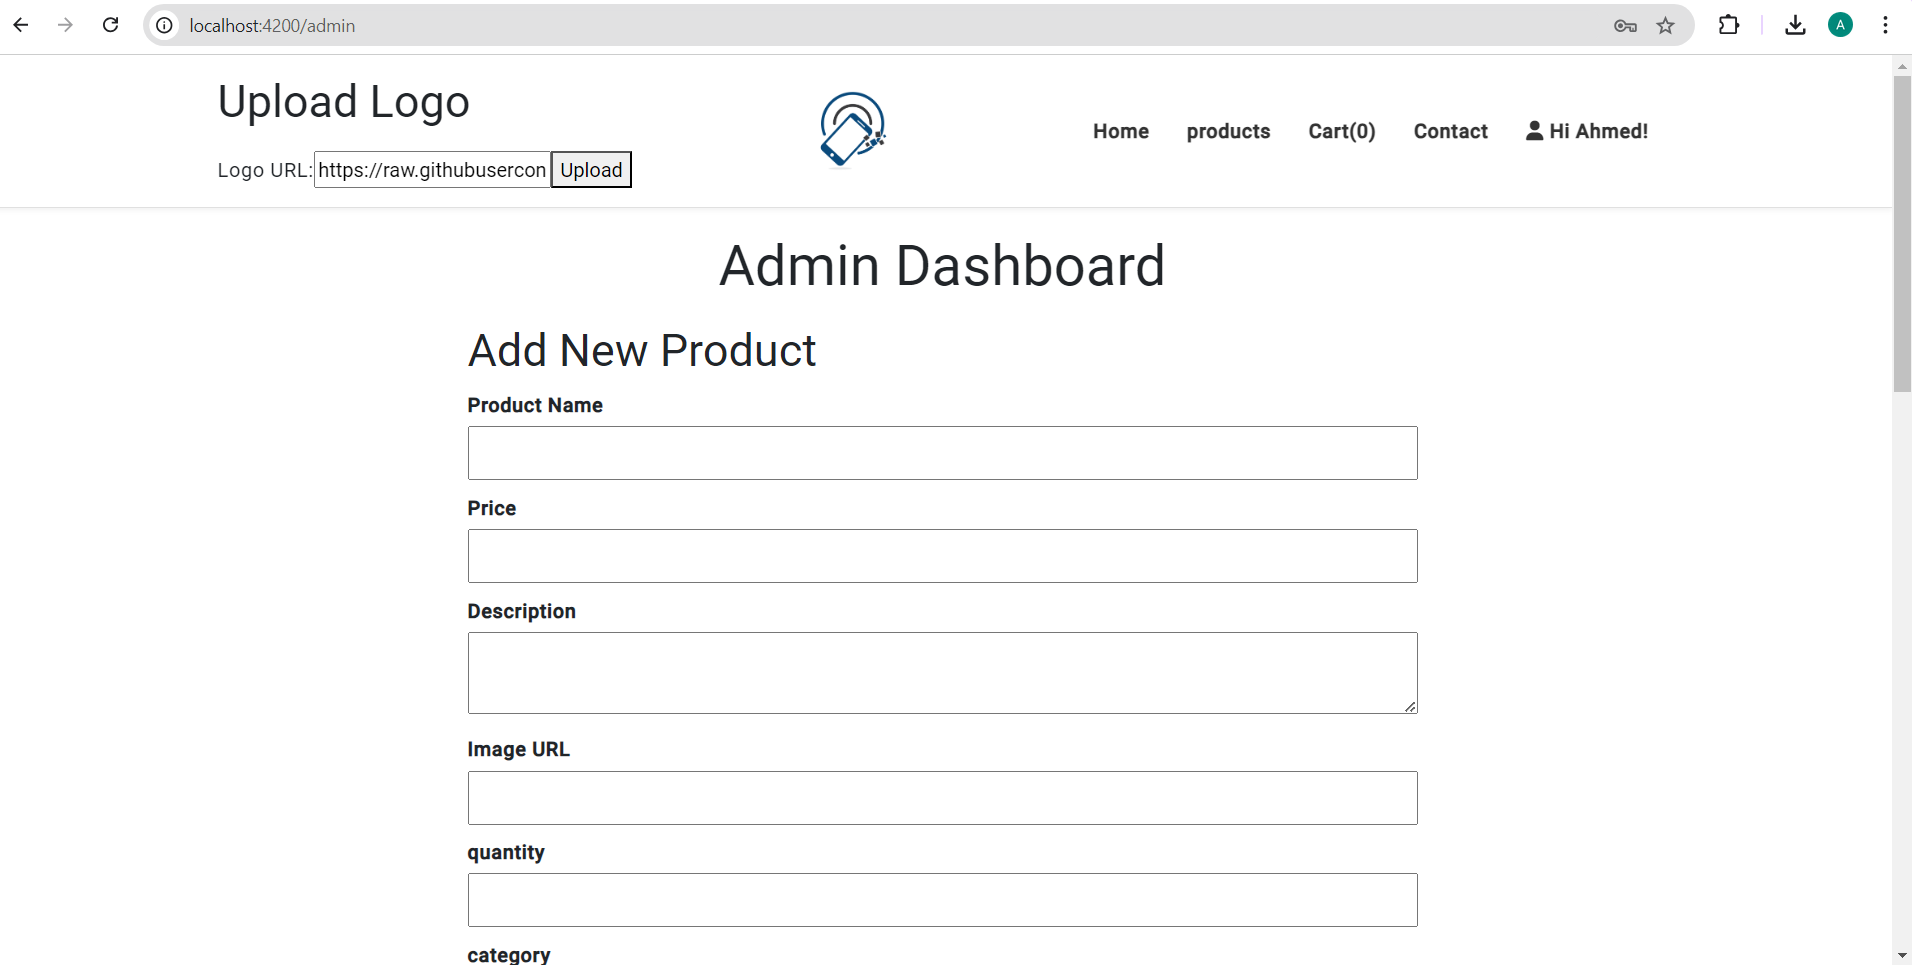 localhost:4200/admin
A
Upload Logo
Logo URL: https://raw.githubusercon Upload
Home products Cart(0) Contact Hi Ahmed!
Admin Dashboard
Add New Product
Product Name
Price
Description
Image URL
quantity
category